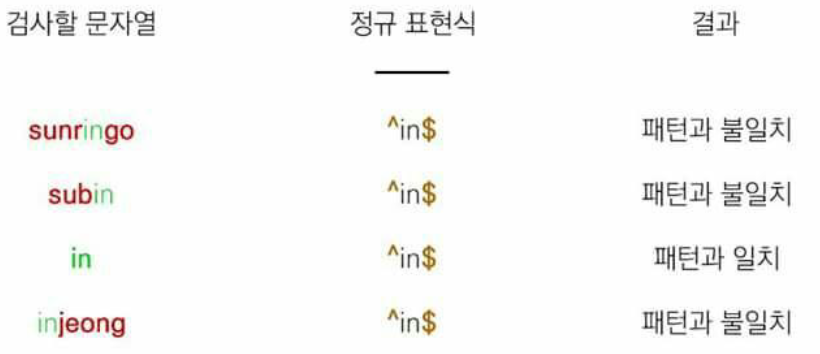 검사할 문자열 정규 표현식 결과
sunringo ^in$ 패턴과 불일치
subin ^in$ 패턴과 불일치
in ^in$ 패턴과 일치
injeong ^in$ 패턴과 불일치